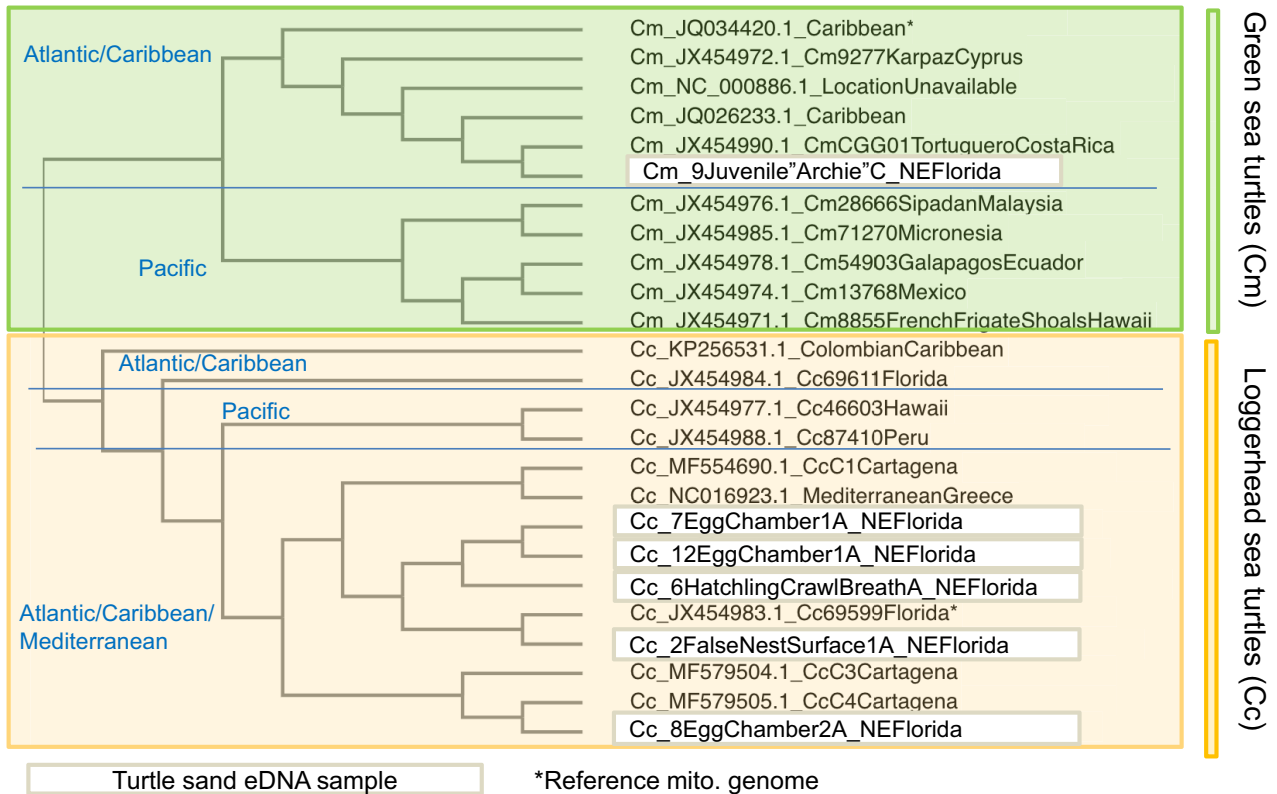 Cm_JQ034420.1_Caribbean*
Atlantic/Caribbean
Cm_JX454972.1_Cm9277KarpazCyprus
Cm_NC_000886.1_LocationUnavailable
Cm_JQ026233.1_Caribbean
Cm_JX454990.1_CmCGG01TortugueroCostaRica
Cm_9Juvenile”Archie”C_NEFlorida
Cm_JX454976.1_Cm28666SipadanMalaysia
Cm_JX454985.1_Cm71270Micronesia
Pacific
Cm_JX454978.1_Cm54903GalapagosEcuador
Cm_JX454974.1_Cm13768Mexico
Cm_JX454971.1_Cm8855FrenchFrigateShoalsHawaii
Green sea turtles (Cm)
Cc_KP256531.1_ColombianCaribbean
Atlantic/Caribbean
Cc_JX454984.1_Cc69611Florida
Pacific
Cc_JX454977.1_Cc46603Hawaii
Cc_JX454988.1_Cc87410Peru
Cc_MF554690.1_CcC1Cartagena
Cc_NC016923.1_MediterraneanGreece
Cc_7EggChamber1A_NEFlorida
Cc_12EggChamber1A_NEFlorida
Cc_6HatchlingCrawlBreathA_NEFlorida
Atlantic/Caribbean/
Mediterranean
Cc_JX454983.1_Cc69599Florida*
Cc_2FalseNestSurface1A_NEFlorida
Cc_MF579504.1_CcC3Cartagena
Cc_MF579505.1_CcC4Cartagena
Cc_8EggChamber2A_NEFlorida
Loggerhead sea turtles (Cc)
Turtle sand eDNA sample
*Reference mito. genome